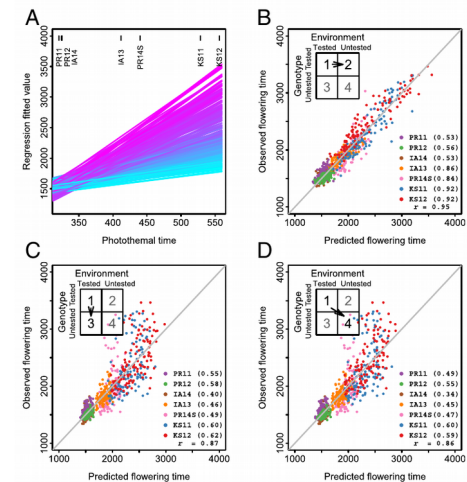 A
4000
3500
3000
2500
2000
1500
Regression fitted value
PR11
PR12
IA14
IA13
PR14S
KS11
KS12
350
400
450
500
550
Photothemal time
B
4000
3000
2000
1000
Observed flowering time
Environment
Tested Untested
Genotype
Untested Tested
1 2
3 4
PR11 (0.53)
PR12 (0.56)
IA14 (0.53)
IA13 (0.86)
PR14S (0.84)
KS11 (0.92)
KS12 (0.92)
r = 0.95
1000 2000 3000 4000
Predicted flowering time
C
4000
3000
2000
1000
Observed flowering time
Environment
Tested Untested
Genotype
Untested Tested
1 2
3 4
PR11 (0.55)
PR12 (0.58)
IA14 (0.40)
IA13 (0.46)
PR14S (0.49)
KS11 (0.60)
KS12 (0.62)
r = 0.87
1000 2000 3000 4000
Predicted flowering time
D
4000
3000
2000
1000
Observed flowering time
Environment
Tested Untested
Genotype
Untested Tested
1 2
3 4
PR11 (0.49)
PR12 (0.55)
IA14 (0.34)
IA13 (0.45)
PR14S (0.47)
KS11 (0.60)
KS12 (0.59)
r = 0.86
1000 2000 3000 4000
Predicted flowering time